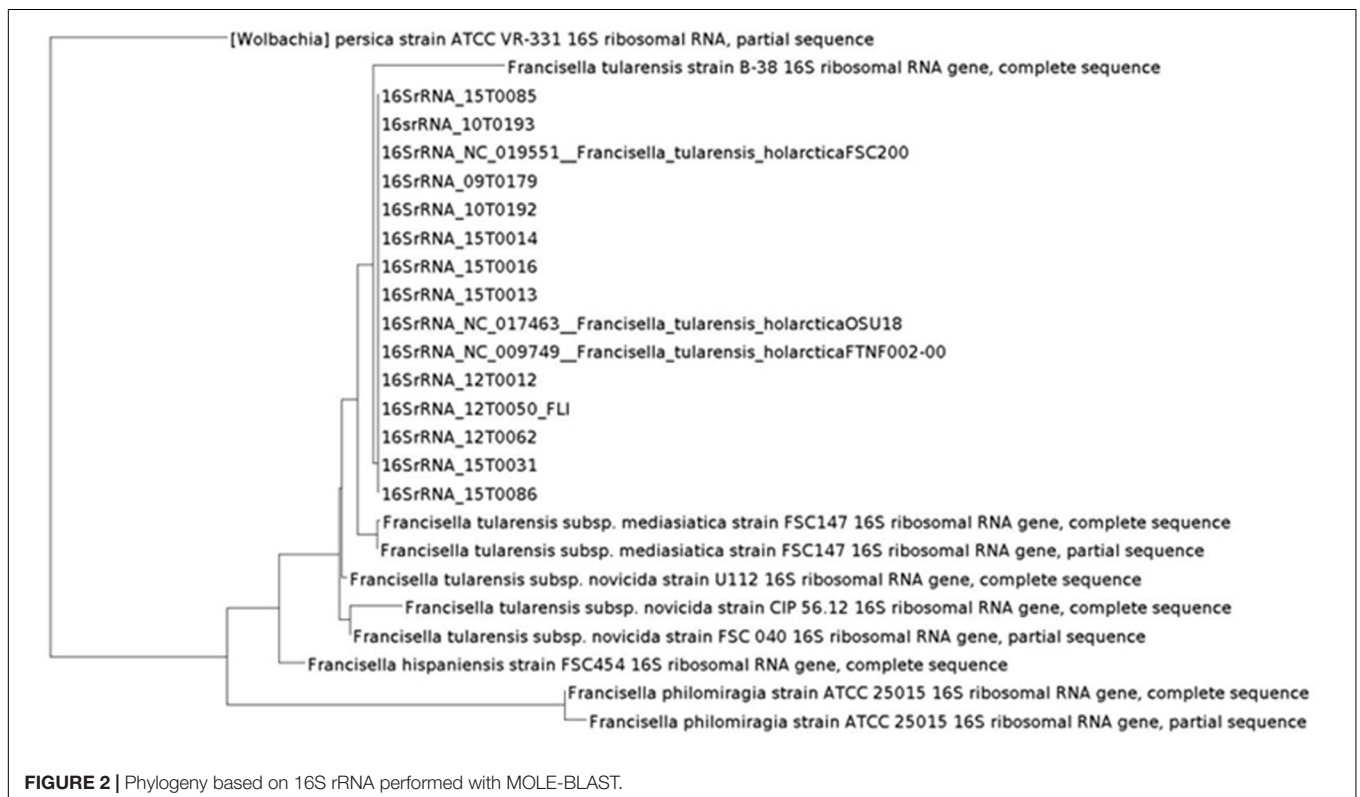 [Wolbachia] persica strain ATCC VR-331 16S ribosomal RNA, partial sequence
Francisella tularensis strain B-38 16S ribosomal RNA gene, complete sequence
16SrRNA_15T0085
16srRNA_10T0193
16SrRNA_NC_019551__Francisella_tularensis_holarcticaFSC200
16SrRNA_09T0179
16SrRNA_10T0192
16SrRNA_15T0014
16SrRNA_15T0016
16SrRNA_15T0013
16SrRNA_NC_017463__Francisella_tularensis_holarcticaOSU18
16SrRNA_NC_009749__Francisella_tularensis_holarcticaFTNF002-00
16SrRNA_12T0012
16SrRNA_12T0050_FLI
16SrRNA_12T0062
16SrRNA_15T0031
16SrRNA_15T0086
Francisella tularensis subsp. mediasiatica strain FSC147 16S ribosomal RNA gene, complete sequence
Francisella tularensis subsp. mediasiatica strain FSC147 16S ribosomal RNA gene, partial sequence
Francisella tularensis subsp. novicida strain U112 16S ribosomal RNA gene, complete sequence
Francisella tularensis subsp. novicida strain CIP 56.12 16S ribosomal RNA gene, complete sequence
Francisella tularensis subsp. novicida strain FSC 040 16S ribosomal RNA gene, partial sequence
Francisella hispaniensis strain FSC454 16S ribosomal RNA gene, complete sequence
Francisella philomiragia strain ATCC 25015 16S ribosomal RNA gene, complete sequence
Francisella philomiragia strain ATCC 25015 16S ribosomal RNA gene, partial sequence
FIGURE 2 | Phylogeny based on 16S rRNA performed with MOLE-BLAST.